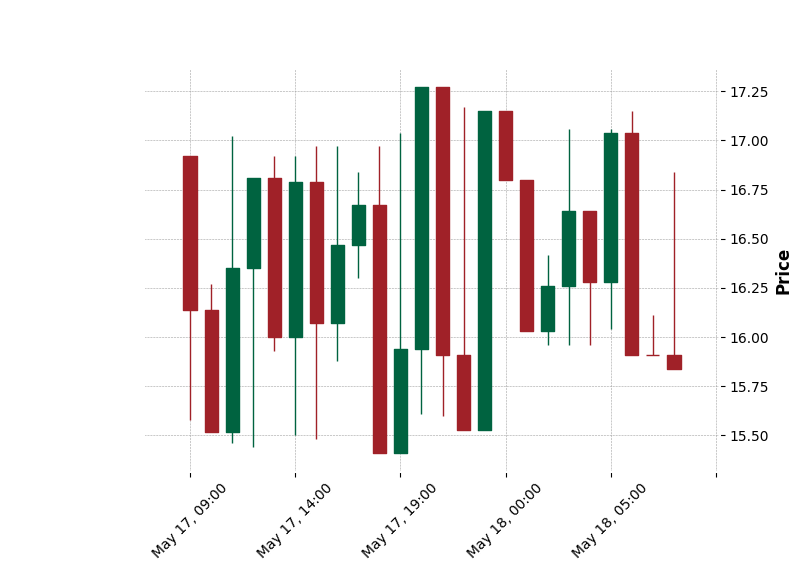 17.25
17.00
16.75
16.50
16.25
16.00
15.75
15.50
Price
May 17, 09:00
May 17, 14:00
May 17, 19:00
May 18, 00:00
May 18, 05:00